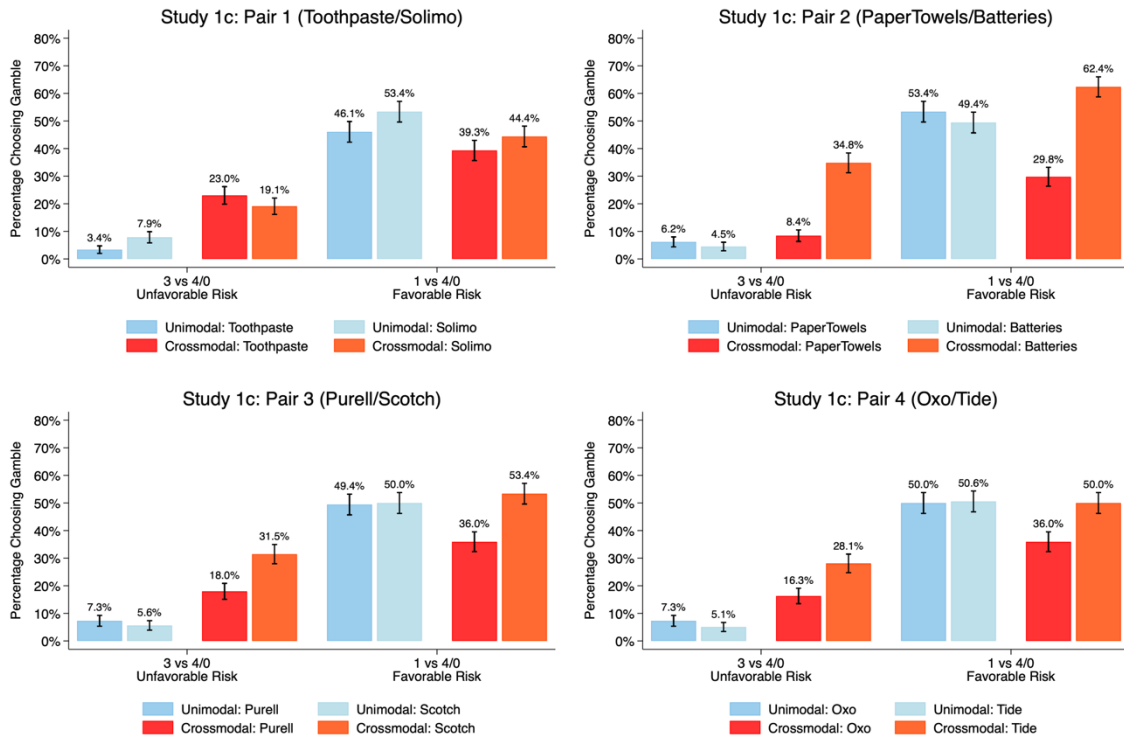 Study 1c: Pair 1 (Toothpaste/Solimo)
Percentage Choosing Gamble
80%
70%
60%
50%
40%
30%
20%
10%
0%
3.4%
7.9%
23.0%
19.1%
46.1%
53.4%
39.3%
44.4%
3 vs 4/0
Unfavorable Risk
1 vs 4/0
Favorable Risk
Unimodal: Toothpaste
Unimodal: Solimo
Crossmodal: Toothpaste
Crossmodal: Solimo
Study 1c: Pair 2 (PaperTowels/Batteries)
Percentage Choosing Gamble
80%
70%
60%
50%
40%
30%
20%
10%
0%
6.2%
4.5%
8.4%
34.8%
53.4%
49.4%
29.8%
62.4%
3 vs 4/0
Unfavorable Risk
1 vs 4/0
Favorable Risk
Unimodal: PaperTowels
Unimodal: Batteries
Crossmodal: PaperTowels
Crossmodal: Batteries
Study 1c: Pair 3 (Purell/Scotch)
Percentage Choosing Gamble
80%
70%
60%
50%
40%
30%
20%
10%
0%
7.3%
5.6%
18.0%
31.5%
49.4%
50.0%
36.0%
53.4%
3 vs 4/0
Unfavorable Risk
1 vs 4/0
Favorable Risk
Unimodal: Purell
Unimodal: Scotch
Crossmodal: Purell
Crossmodal: Scotch
Study 1c: Pair 4 (Oxo/Tide)
Percentage Choosing Gamble
80%
70%
60%
50%
40%
30%
20%
10%
0%
7.3%
5.1%
16.3%
28.1%
50.0%
50.6%
36.0%
50.0%
3 vs 4/0
Unfavorable Risk
1 vs 4/0
Favorable Risk
Unimodal: Oxo
Unimodal: Tide
Crossmodal: Oxo
Crossmodal: Tide